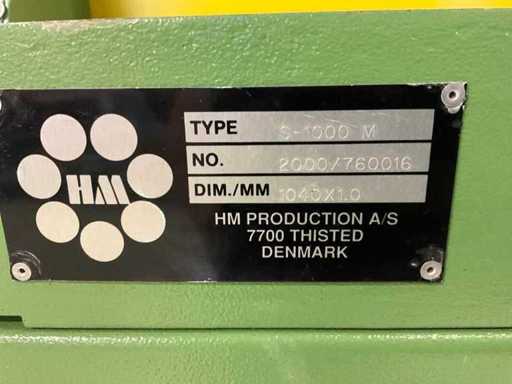 HM
TYPE S-1000 M
NO. 2000/760016
DIM./MM 1040X1.0
HM PRODUCTION A/S
7700 THISTED
DENMARK